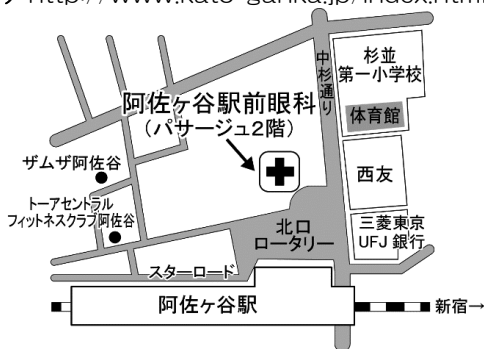 http://www.kato-ganka.jp/index.html
中杉通り
杉並
第一小学校
体育館
阿佐ヶ谷駅前眼科
(パサージュ2階)
ザムザ阿佐谷
西友
トーアセントラル
フィットネスクラブ阿佐谷
北口
ロータリー
三菱東京
UFJ銀行
スターロード
阿佐ヶ谷駅
新宿→